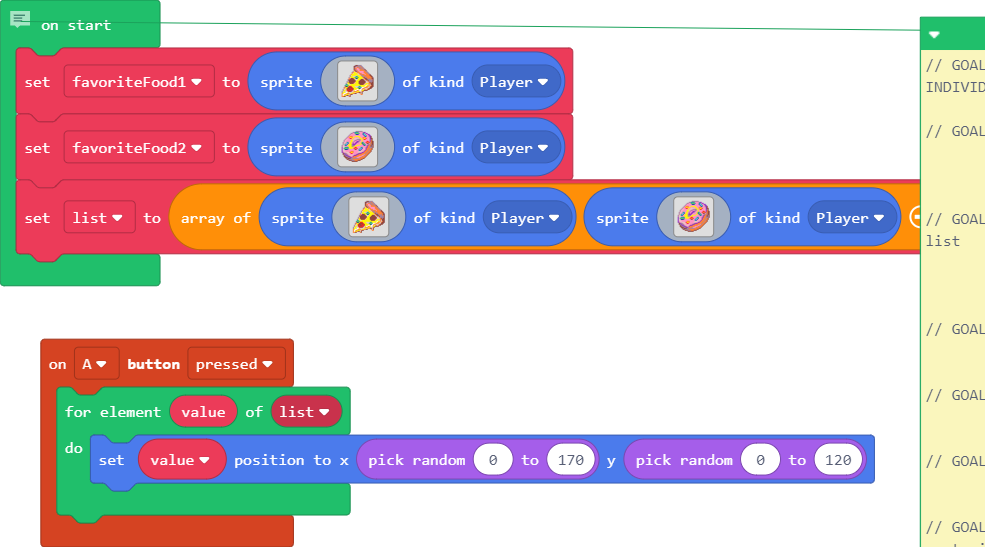 on start
set favoriteFood1 to sprite of kind Player
set favoriteFood2 to sprite of kind Player
set list to array of sprite of kind Player sprite of kind Player
on A button pressed
for element value of list
do
set value position to x pick random 0 to 170 y pick random 0 to 120
// GOAL
INDIVID
// GOAL
// GOAL
list
// GOAL
// GOAL
// GOAL
// GOAL